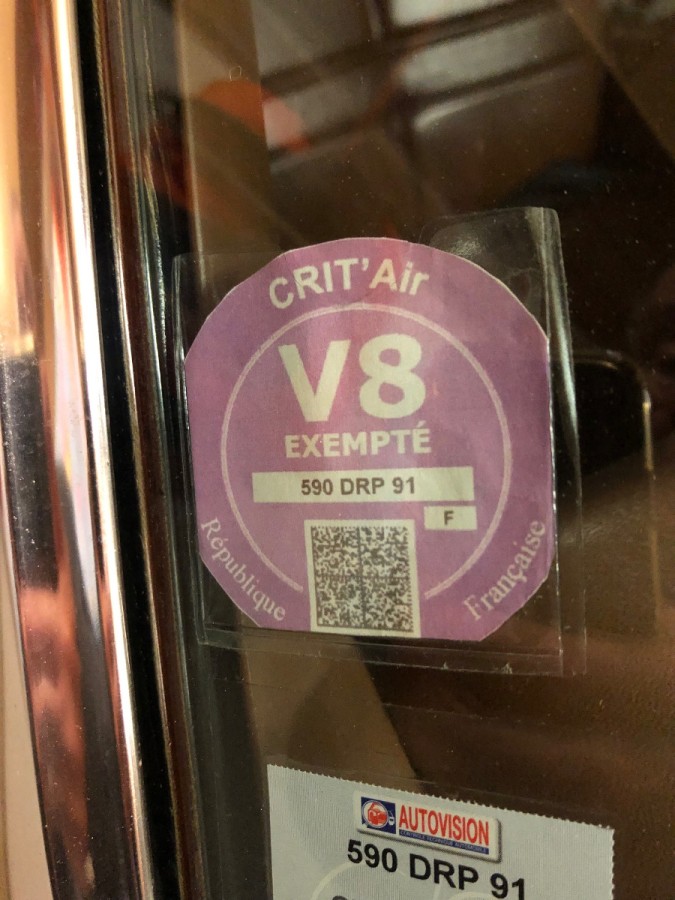 CRIT'Air
V8
EXEMPTÉ
590 DRP 91
F
République
Française
AUTOVISION
590 DRP 91